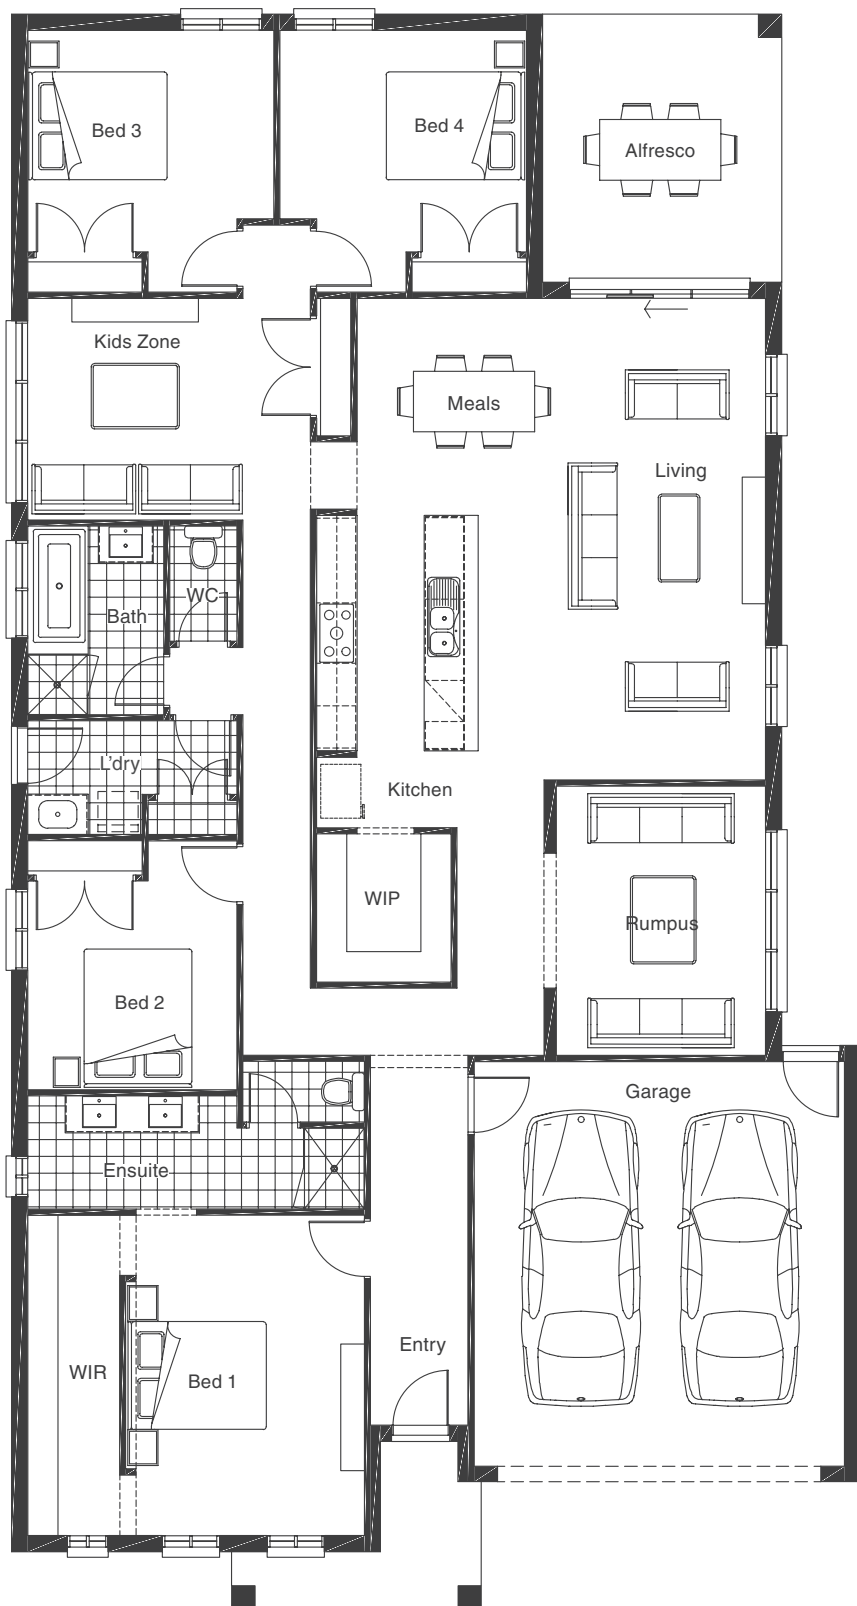 Bed 3
Bed 4
Alfresco
Kids Zone
Meals
Living
WC
Bath
L'dry
Kitchen
WIP
Rumpus
Bed 2
Garage
Ensuite
Entry
WIR
Bed 1